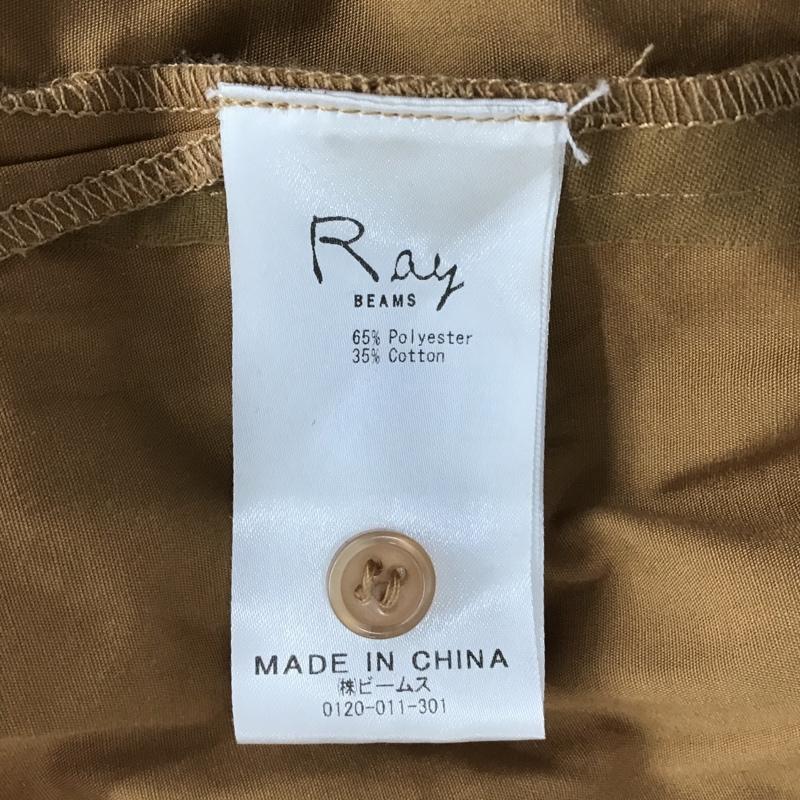 Ray
BEAMS
65% Polyester
35% Cotton
MADE IN CHINA
㈱ビームス
0120-011-301